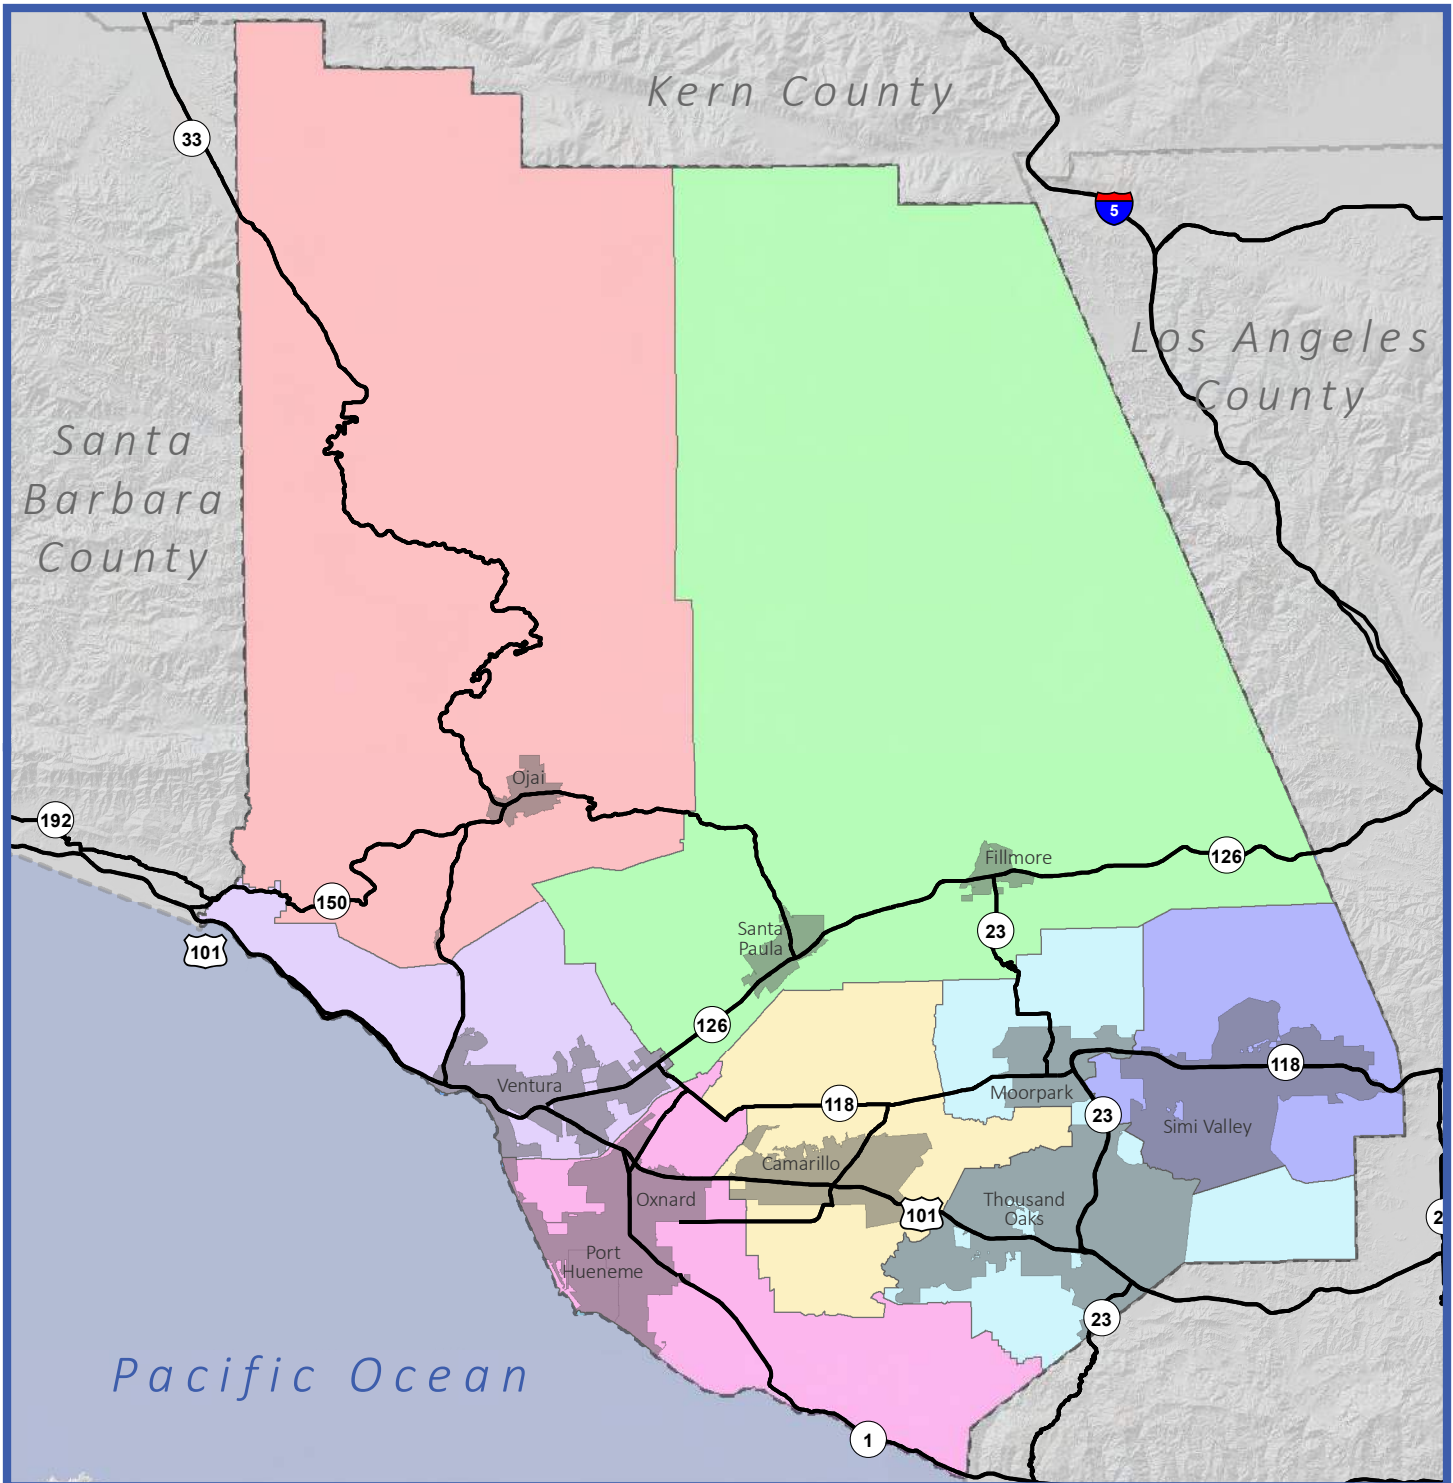 Kern County
33
5
Los Angeles
County
Santa
Barbara
County
Ojai
192
Fillmore
126
150
Santa
Paula
23
101
126
Ventura
118
118
Moorpark
23
Simi Valley
Camarillo
Oxnard
Thousand
Oaks
101
2
Port
Hueneme
23
Pacific Ocean
1